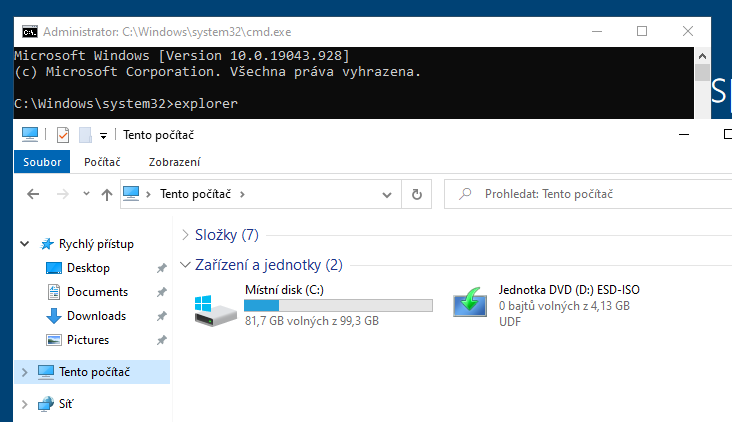 Administrator: C:\Windows\system32\cmd.exe
Microsoft Windows [Version 10.0.19043.928]
(c) Microsoft Corporation. Všechna práva vyhrazena.
C:\Windows\system32>explorer
Tento počítač
Soubor Počítač Zobrazení
Tento počítač Prohledat: Tento počítač
Rychlý přístup
Desktop
Documents
Downloads
Pictures
Tento počítač
Síť
Složky (7)
Zařízení a jednotky (2)
Místní disk (C:)
81,7 GB volných z 99,3 GB
Jednotka DVD (D:) ESD-ISO
0 bajtů volných z 4,13 GB
UDF